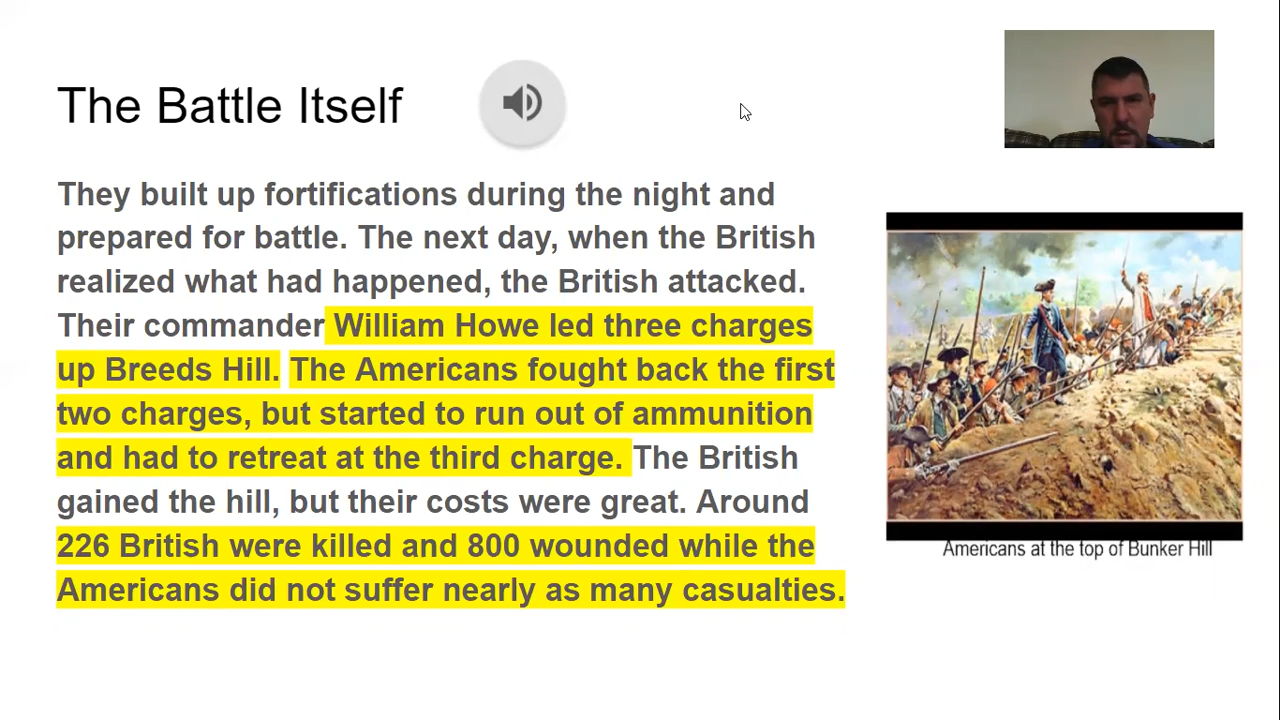 The Battle Itself
They built up fortifications during the night and
prepared for battle. The next day, when the British
realized what had happened, the British attacked.
Their commander William Howe led three charges
up Breeds Hill. The Americans fought back the first
two charges, but started to run out of ammunition
and had to retreat at the third charge. The British
gained the hill, but their costs were great. Around
226 British were killed and 800 wounded while the
Americans did not suffer nearly as many casualties.
Americans at the top of Bunker Hill